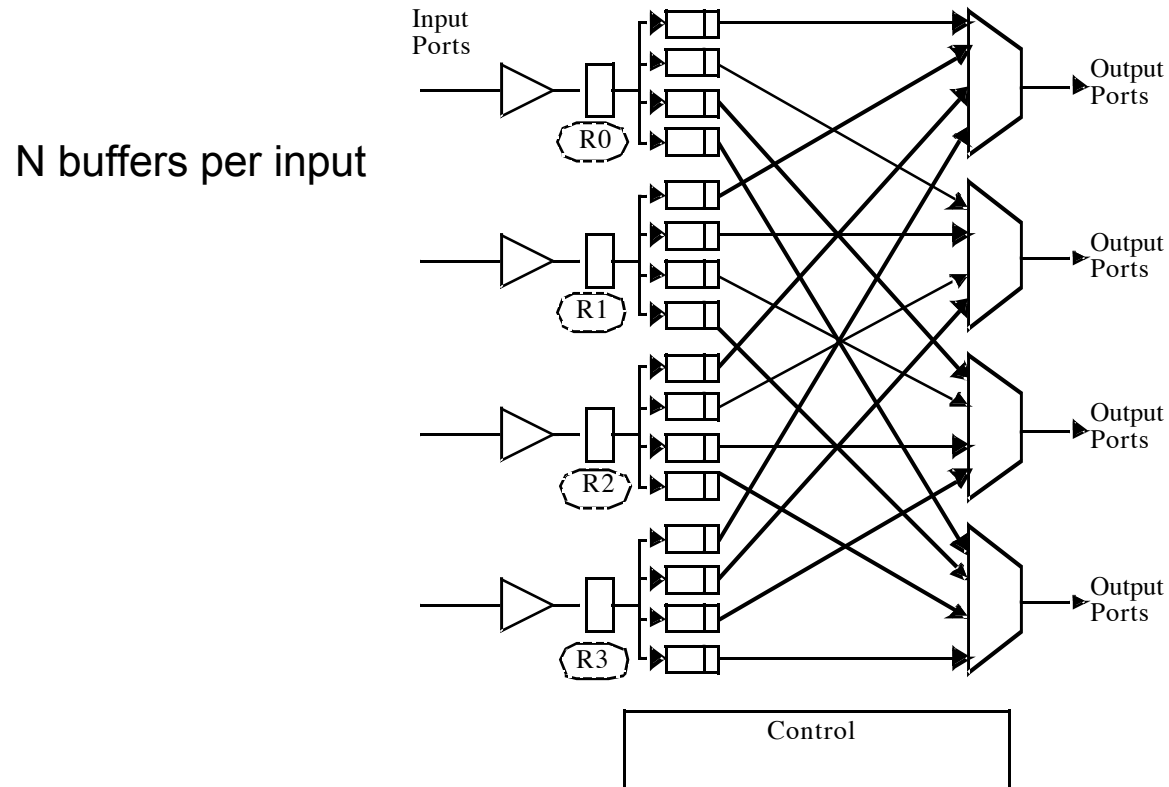 Input
Ports
N buffers per input
R0
Output
Ports
R1
Output
Ports
R2
Output
Ports
R3
Output
Ports
Control